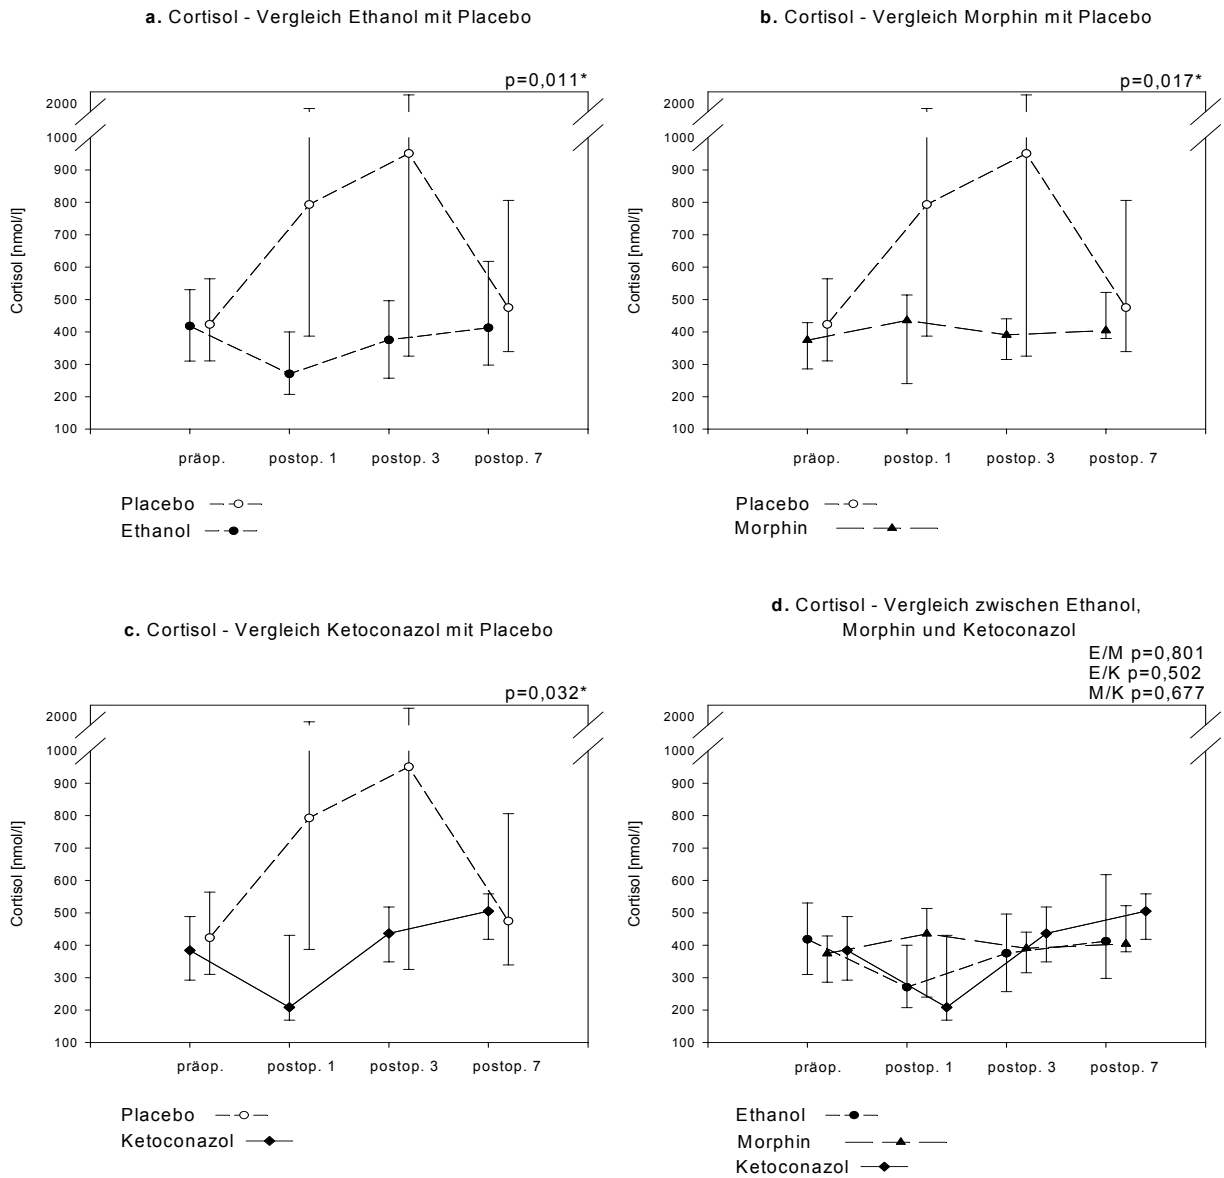 a. Cortisol - Vergleich Ethanol mit Placebo
p=0,011*
2000
1000
900
800
700
600
500
400
300
200
100
Cortisol [nmol/l]
präop. postop. 1 postop. 3 postop. 7
Placebo
Ethanol
b. Cortisol - Vergleich Morphin mit Placebo
p=0,017*
2000
1000
900
800
700
600
500
400
300
200
100
Cortisol [nmol/l]
präop. postop. 1 postop. 3 postop. 7
Placebo
Morphin
c. Cortisol - Vergleich Ketoconazol mit Placebo
p=0,032*
2000
1000
900
800
700
600
500
400
300
200
100
Cortisol [nmol/l]
präop. postop. 1 postop. 3 postop. 7
Placebo
Ketoconazol
d. Cortisol - Vergleich zwischen Ethanol,
Morphin und Ketoconazol
E/M p=0,801
E/K p=0,502
M/K p=0,677
2000
1000
900
800
700
600
500
400
300
200
100
Cortisol [nmol/l]
präop. postop. 1 postop. 3 postop. 7
Ethanol
Morphin
Ketoconazol